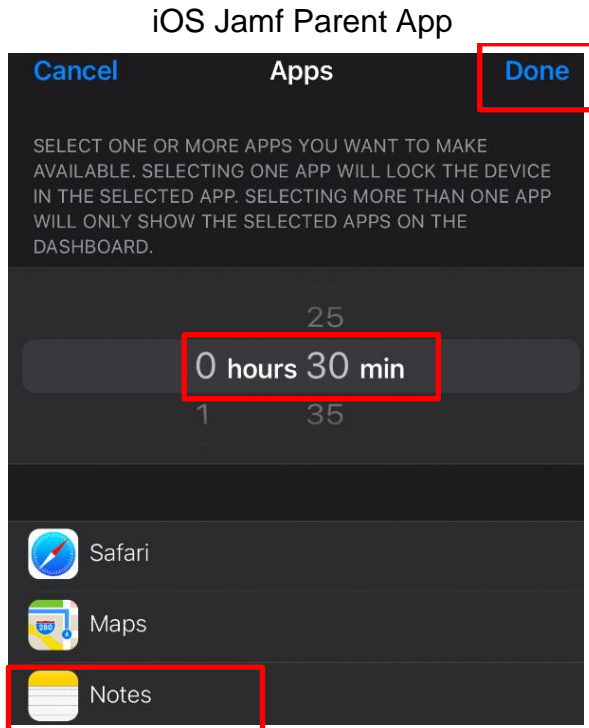 iOS Jamf Parent App
Cancel Apps Done
SELECT ONE OR MORE APPS YOU WANT TO MAKE
AVAILABLE. SELECTING ONE APP WILL LOCK THE DEVICE
IN THE SELECTED APP. SELECTING MORE THAN ONE APP
WILL ONLY SHOW THE SELECTED APPS ON THE
DASHBOARD.
25
0 hours 30 min
1 35
Safari
280
Maps
Notes